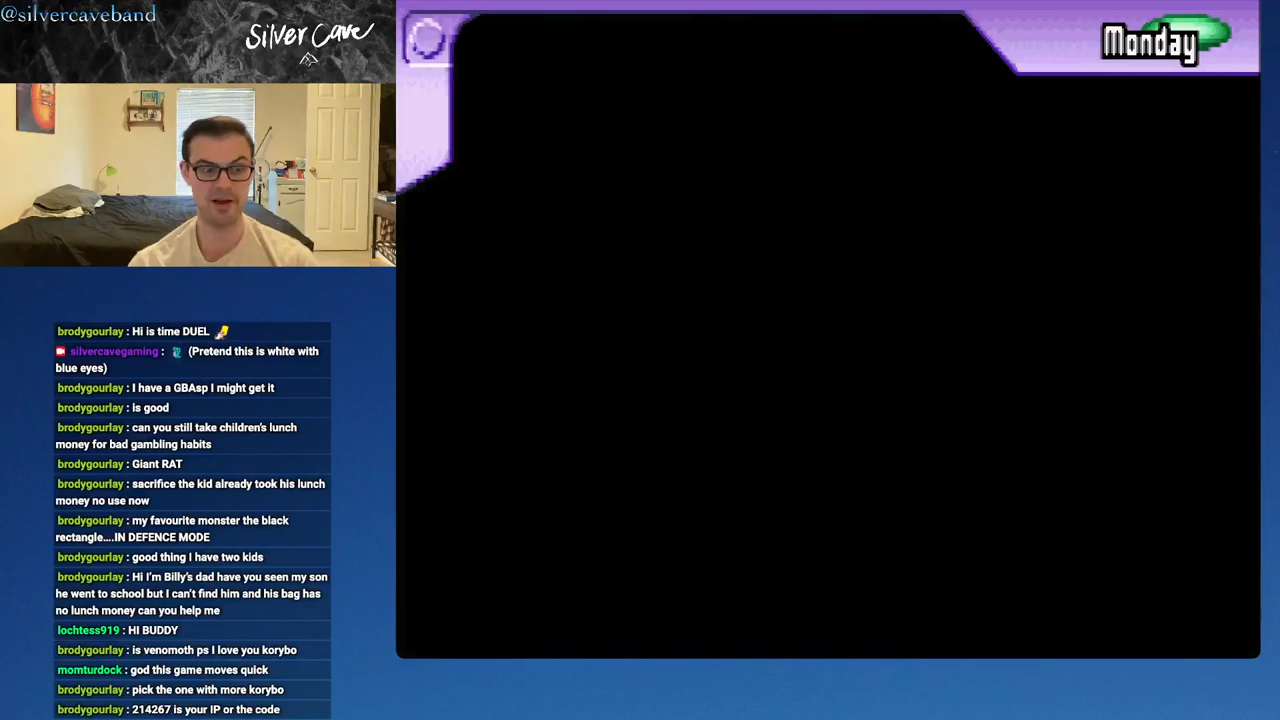 @silvercaveband
Silver Cave
Monday
brodygourlay : Hi is time DUEL
silvercavegaming : (Pretend this is white with
blue eyes)
brodygourlay : I have a GBAsp I might get it
brodygourlay : is good
brodygourlay : can you still take children's lunch
money for bad gambling habits
brodygourlay : Giant RAT
brodygourlay : sacrifice the kid already took his lunch
money no use now
brodygourlay : my favourite monster the black
rectangle....IN DEFENCE MODE
brodygourlay : good thing I have two kids
brodygourlay : Hi I'm Billy's dad have you seen my son
he went to school but I can't find him and his bag has
no lunch money can you help me
lochtess919 : HI BUDDY
brodygourlay : is venomoth ps I love you korybo
momturdock : god this game moves quick
brodygourlay : pick the one with more korybo
brodygourlay : 214267 is your IP or the code